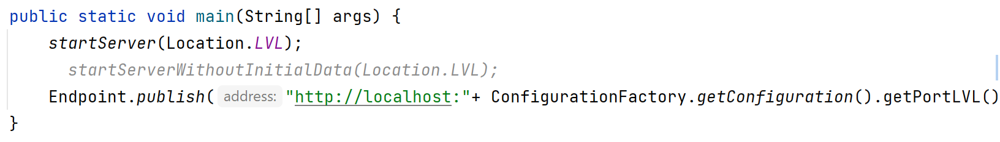 public static void main(String[] args) {
startServer(Location.LVL);
startServerWithoutInitialData(Location.LVL);
Endpoint.publish( address: "http://localhost:"+ ConfigurationFactory.getConfiguration().getPortLVL()
}